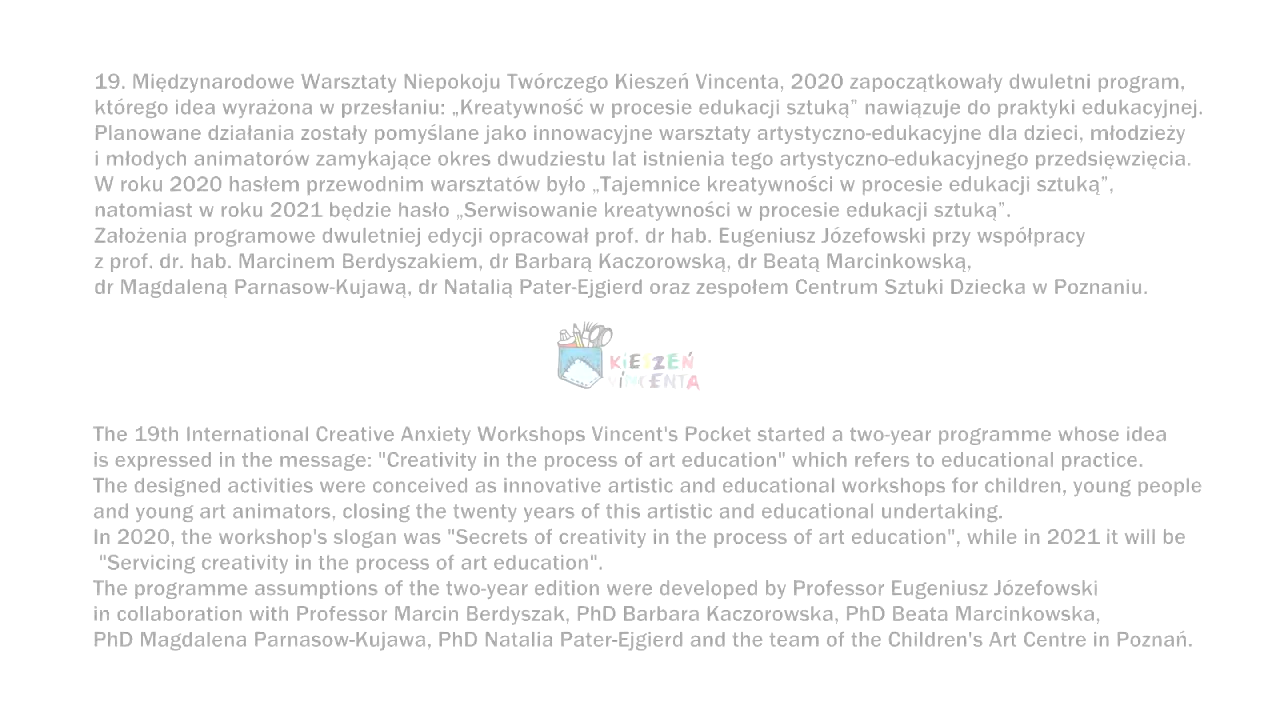 19. Międzynarodowe Warsztaty Niepokoju Twórczego Kieszeń Vincenta, 2020 zapoczątkowały dwuletni program,
którego idea wyrażona w przesłaniu: „Kreatywność w procesie edukacji sztuką” nawiązuje do praktyki edukacyjnej.
Planowane działania zostały pomyślane jako innowacyjne warsztaty artystyczno-edukacyjne dla dzieci, młodzieży
i młodych animatorów zamykające okres dwudziestu lat istnienia tego artystyczno-edukacyjnego przedsięwzięcia.
W roku 2020 hasłem przewodnim warsztatów było „Tajemnice kreatywności w procesie edukacji sztuką”,
natomiast w roku 2021 będzie hasło „Serwisowanie kreatywności w procesie edukacji sztuką”.
Założenia programowe dwuletniej edycji opracował prof. dr hab. Eugeniusz Józefowski przy współpracy
z prof. dr. hab. Marcinem Berdyszakiem, dr Barbarą Kaczorowską, dr Beatą Marcinkowską,
dr Magdaleną Parnasow-Kujawą, dr Natalią Pater-Ejgierd oraz zespołem Centrum Sztuki Dziecka w Poznaniu.
KiESZEŃ
ViNCENTA
The 19th International Creative Anxiety Workshops Vincent's Pocket started a two-year programme whose idea
is expressed in the message: "Creativity in the process of art education" which refers to educational practice.
The designed activities were conceived as innovative artistic and educational workshops for children, young people
and young art animators, closing the twenty years of this artistic and educational undertaking.
In 2020, the workshop's slogan was "Secrets of creativity in the process of art education", while in 2021 it will be
"Servicing creativity in the process of art education".
The programme assumptions of the two-year edition were developed by Professor Eugeniusz Józefowski
in collaboration with Professor Marcin Berdyszak, PhD Barbara Kaczorowska, PhD Beata Marcinkowska,
PhD Magdalena Parnasow-Kujawa, PhD Natalia Pater-Ejgierd and the team of the Children's Art Centre in Poznań.